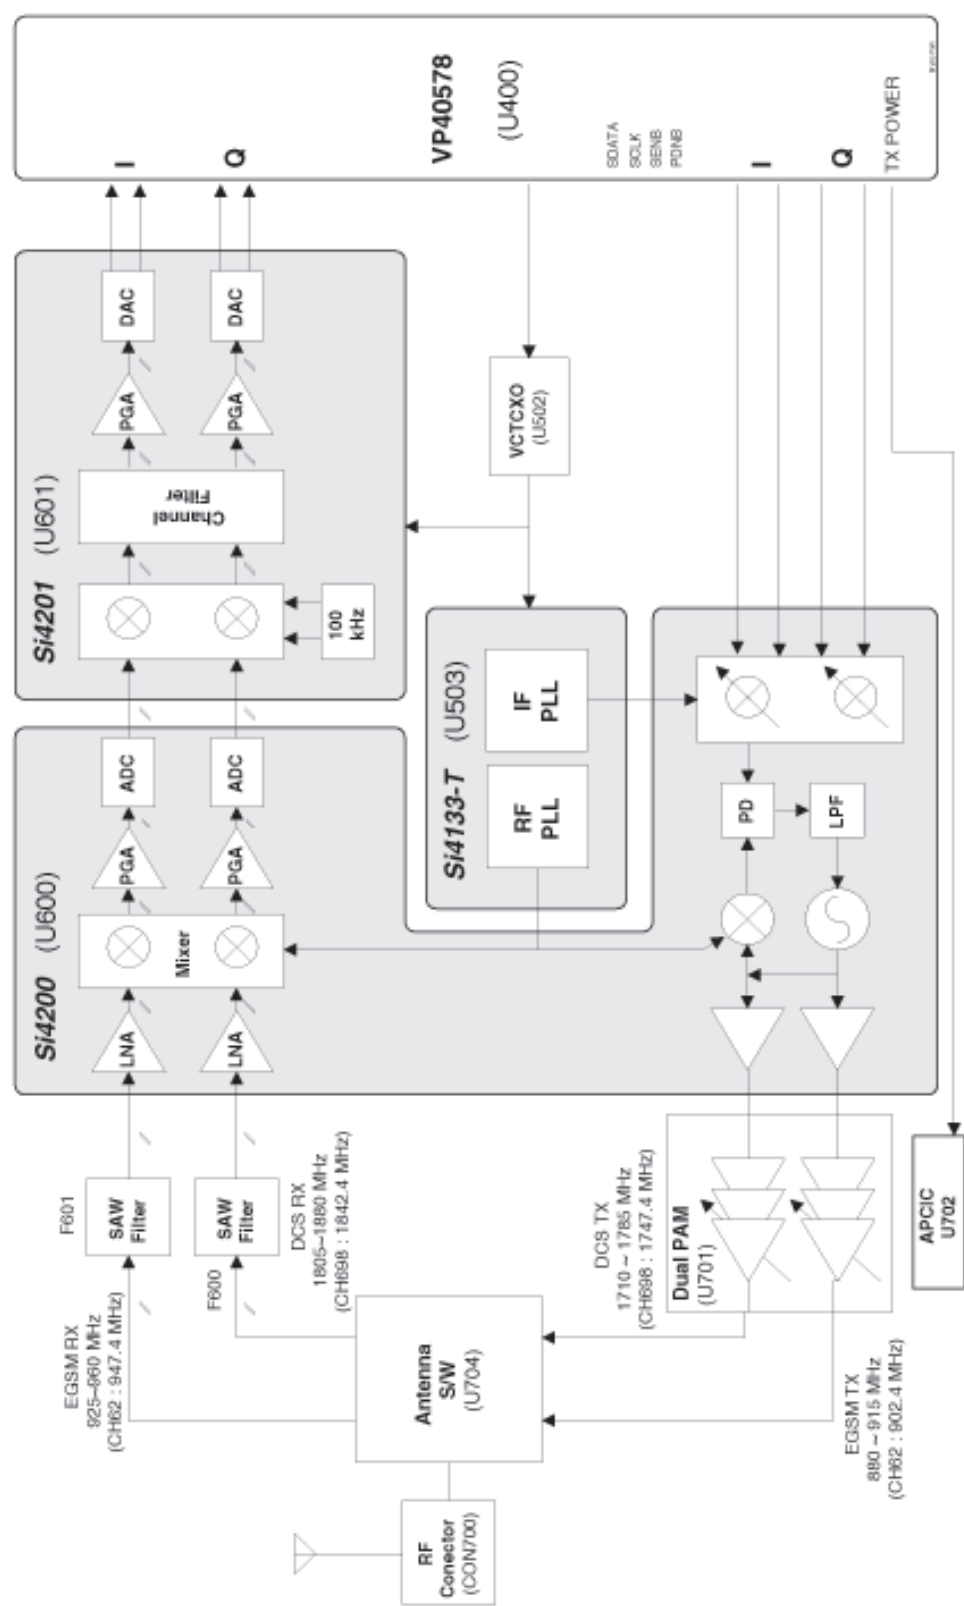 EGSM RX
925~960 MHz
(CH62 : 947.4 MHz)
F601
SAW
Filter
F600
SAW
Filter
DCS RX
1805~1880 MHz
(CH698 : 1842.4 MHz)
RF
Conector
(CON700)
Antenna
S/W
(U704)
Si4200 (U600)
LNA
LNA
Mixer
PGA
PGA
ADC
ADC
Si4201 (U601)
100
kHz
Channel
Filter
PGA
PGA
DAC
DAC
I
Q
VP40578
(U400)
SDATA
SCLK
SENB
PDNB
I
Q
TX POWER
VCTCXO
(U502)
Si4133-T (U503)
RF
PLL
IF
PLL
PD
LPF
DCS TX
1710 ~ 1785 MHz
(CH698 : 1747.4 MHz)
Dual PAM
(U701)
EGSM TX
880 ~ 915 MHz
(CH62 : 902.4 MHz)
APCIC
U702